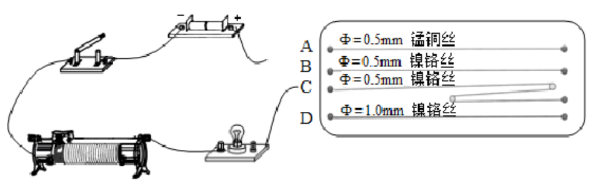 − +
A Φ=0.5mm 锰铜丝
B Φ=0.5mm 镍铬丝
C Φ=0.5mm 镍铬丝
D Φ=1.0mm 镍铬丝